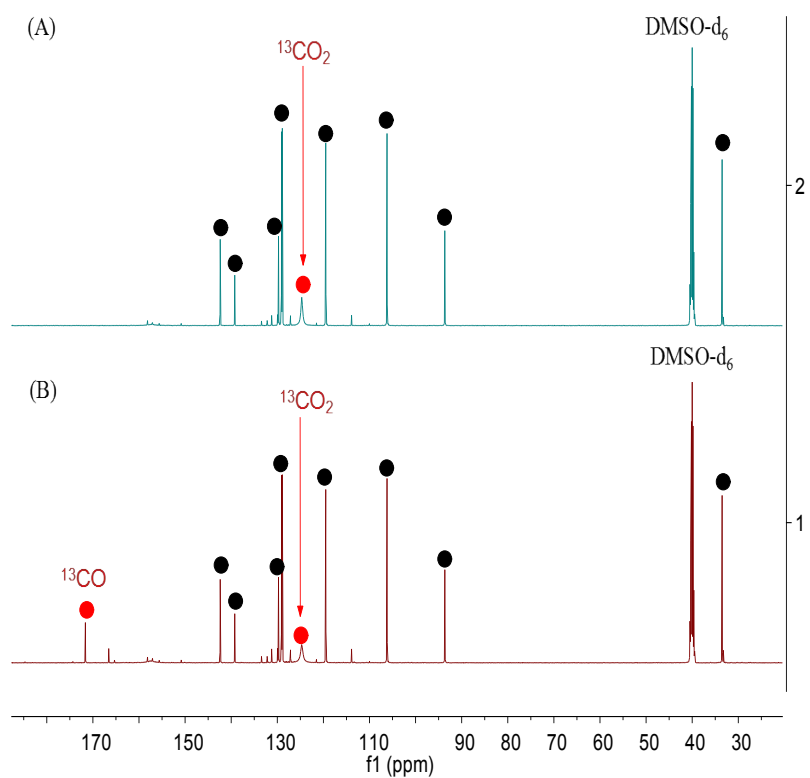 (A)
¹³CO₂
DMSO-d₆
2
(B)
¹³CO₂
DMSO-d₆
¹³CO
1
170 150 130 110 90 80 70 60 50 40 30
f1 (ppm)